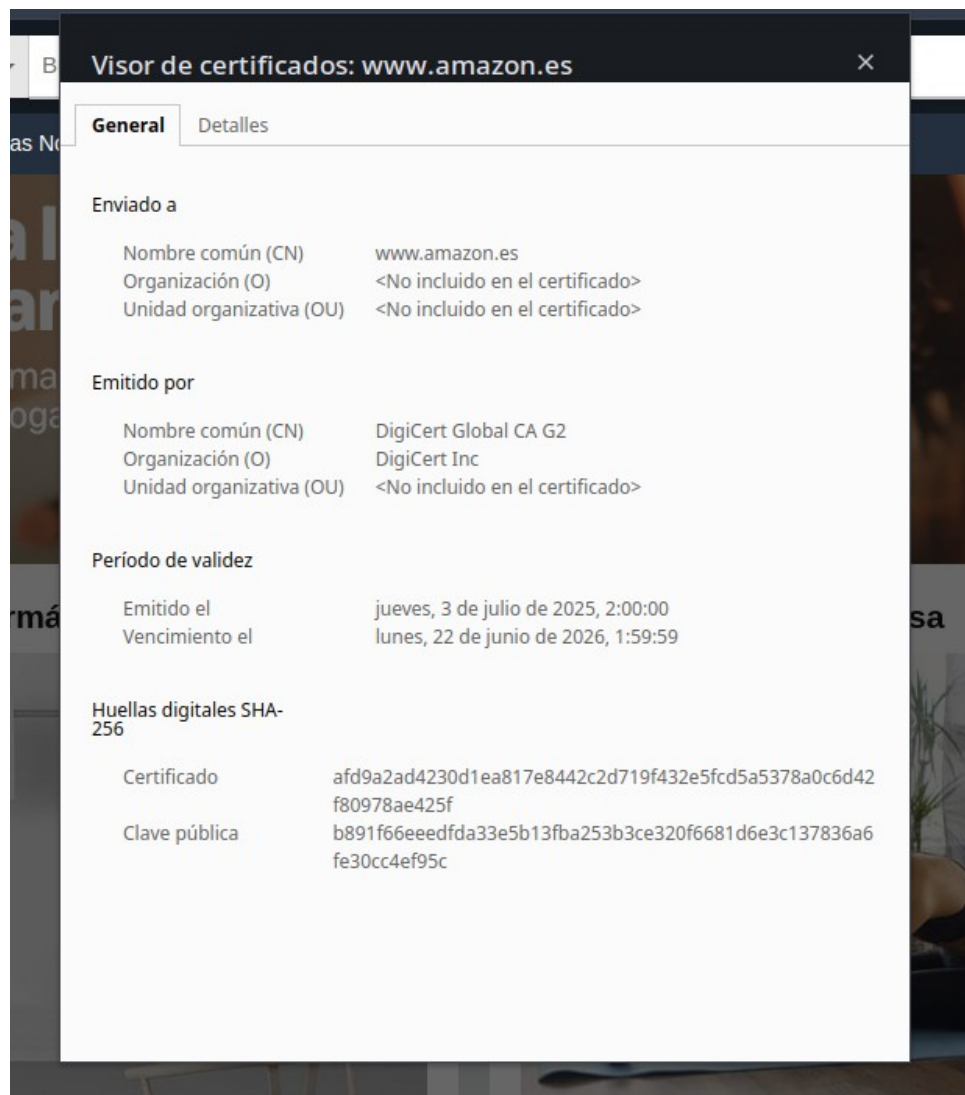 B
Visor de certificados: www.amazon.es
General Detalles
as No
Enviado a
Nombre común (CN) www.amazon.es
Organización (O) <No incluido en el certificado>
Unidad organizativa (OU) <No incluido en el certificado>
Emitido por
Nombre común (CN) DigiCert Global CA G2
Organización (O) DigiCert Inc
Unidad organizativa (OU) <No incluido en el certificado>
Período de validez
Emitido el jueves, 3 de julio de 2025, 2:00:00
Vencimiento el lunes, 22 de junio de 2026, 1:59:59
rmá
sa
Huellas digitales SHA-
256
Certificado afd9a2ad4230d1ea817e8442c2d719f432e5fcd5a5378a0c6d42
f80978ae425f
Clave pública b891f66eeedfda33e5b13fba253b3ce320f6681d6e3c137836a6
fe30cc4ef95c